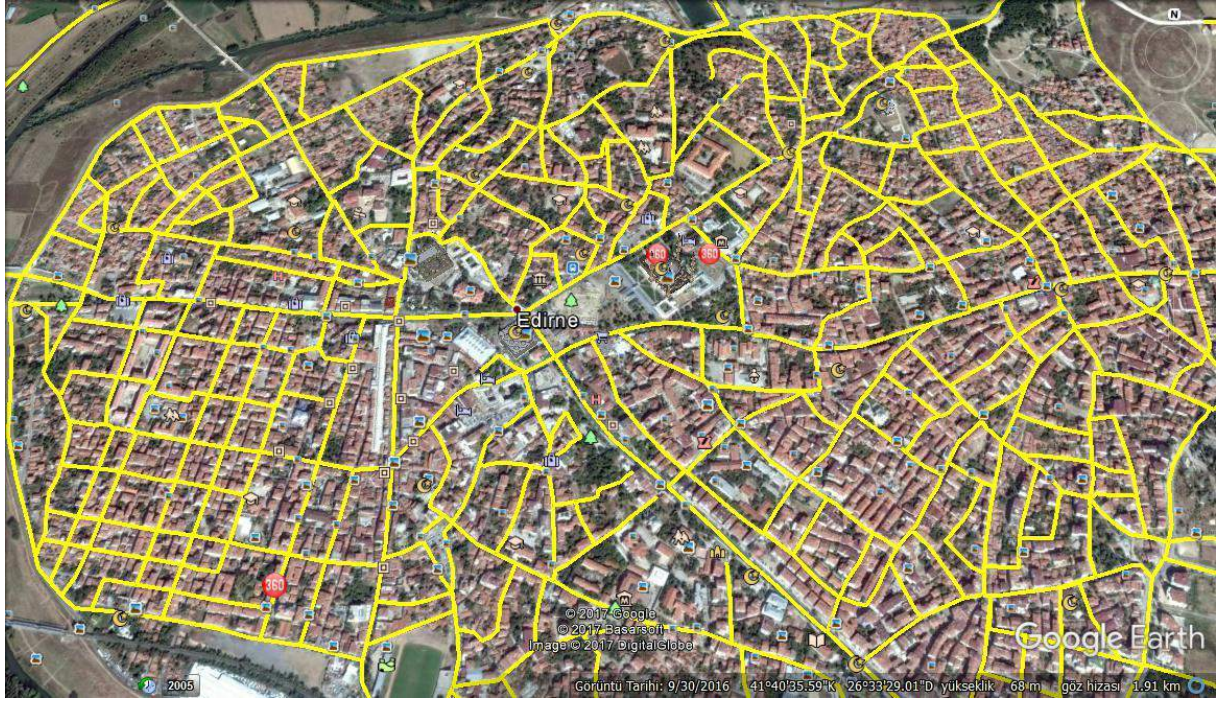 N
360
360
Edirne
H
360
© 2017 Google
© 2017 Basarsoft
Image © 2017 DigitalGlobe
Google Earth
2005
Görüntü Tarihi: 9/30/2016 41°40'35.59"K 26°33'29.01"D yükseklik 68 m göz hizası 1.91 km